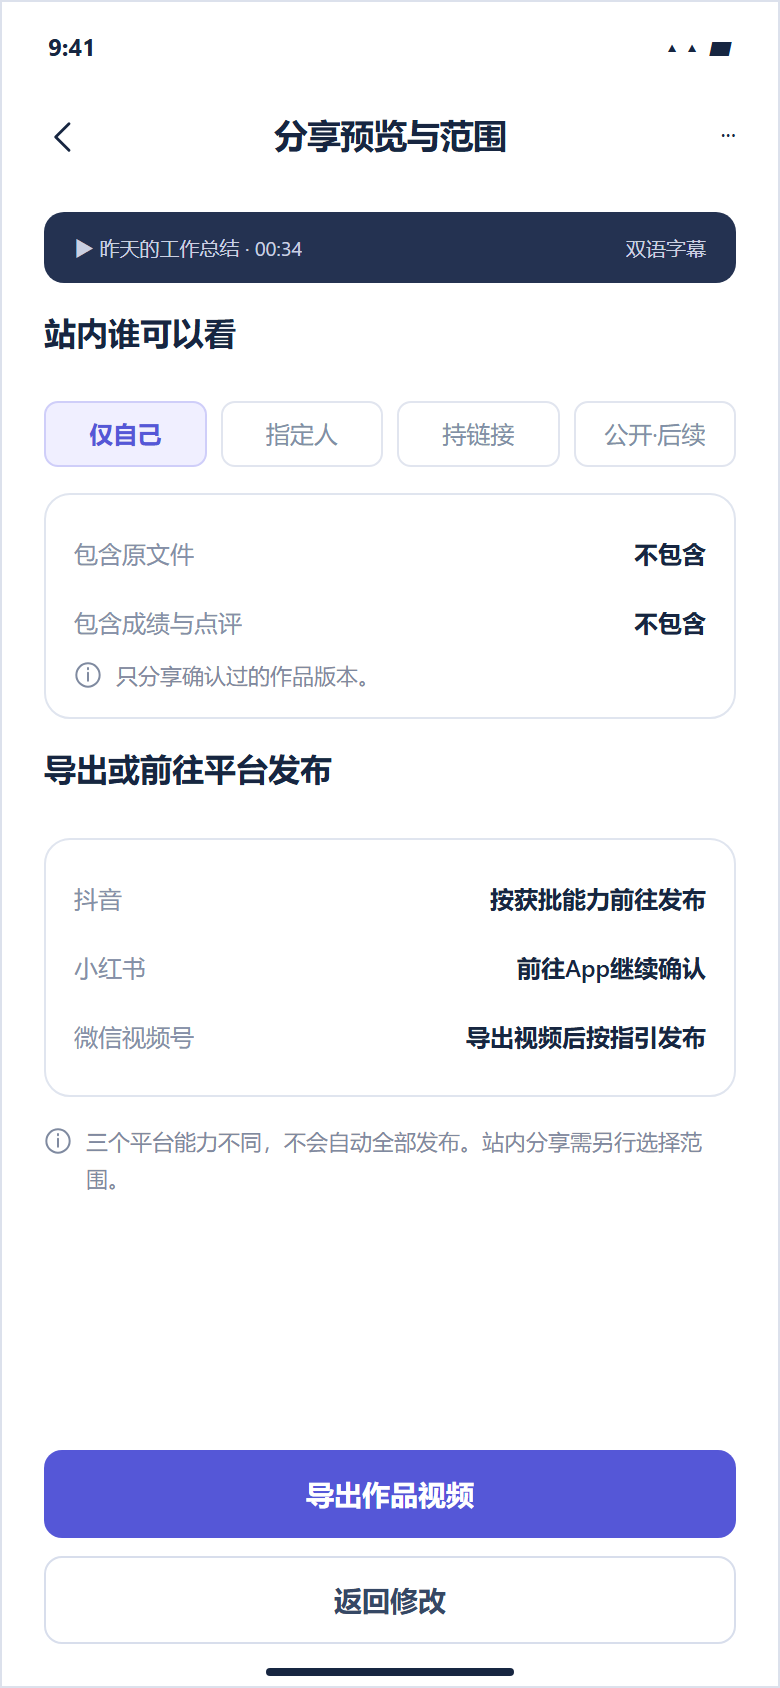 9:41
分享预览与范围
...
昨天的工作总结 · 00:34 双语字幕
站内谁可以看
仅自己 指定人 持链接 公开·后续
包含原文件 不包含
包含成绩与点评 不包含
只分享确认过的作品版本。
导出或前往平台发布
抖音 按获批能力前往发布
小红书 前往App继续确认
微信视频号 导出视频后按指引发布
三个平台能力不同，不会自动全部发布。站内分享需另行选择范
围。
导出作品视频
返回修改